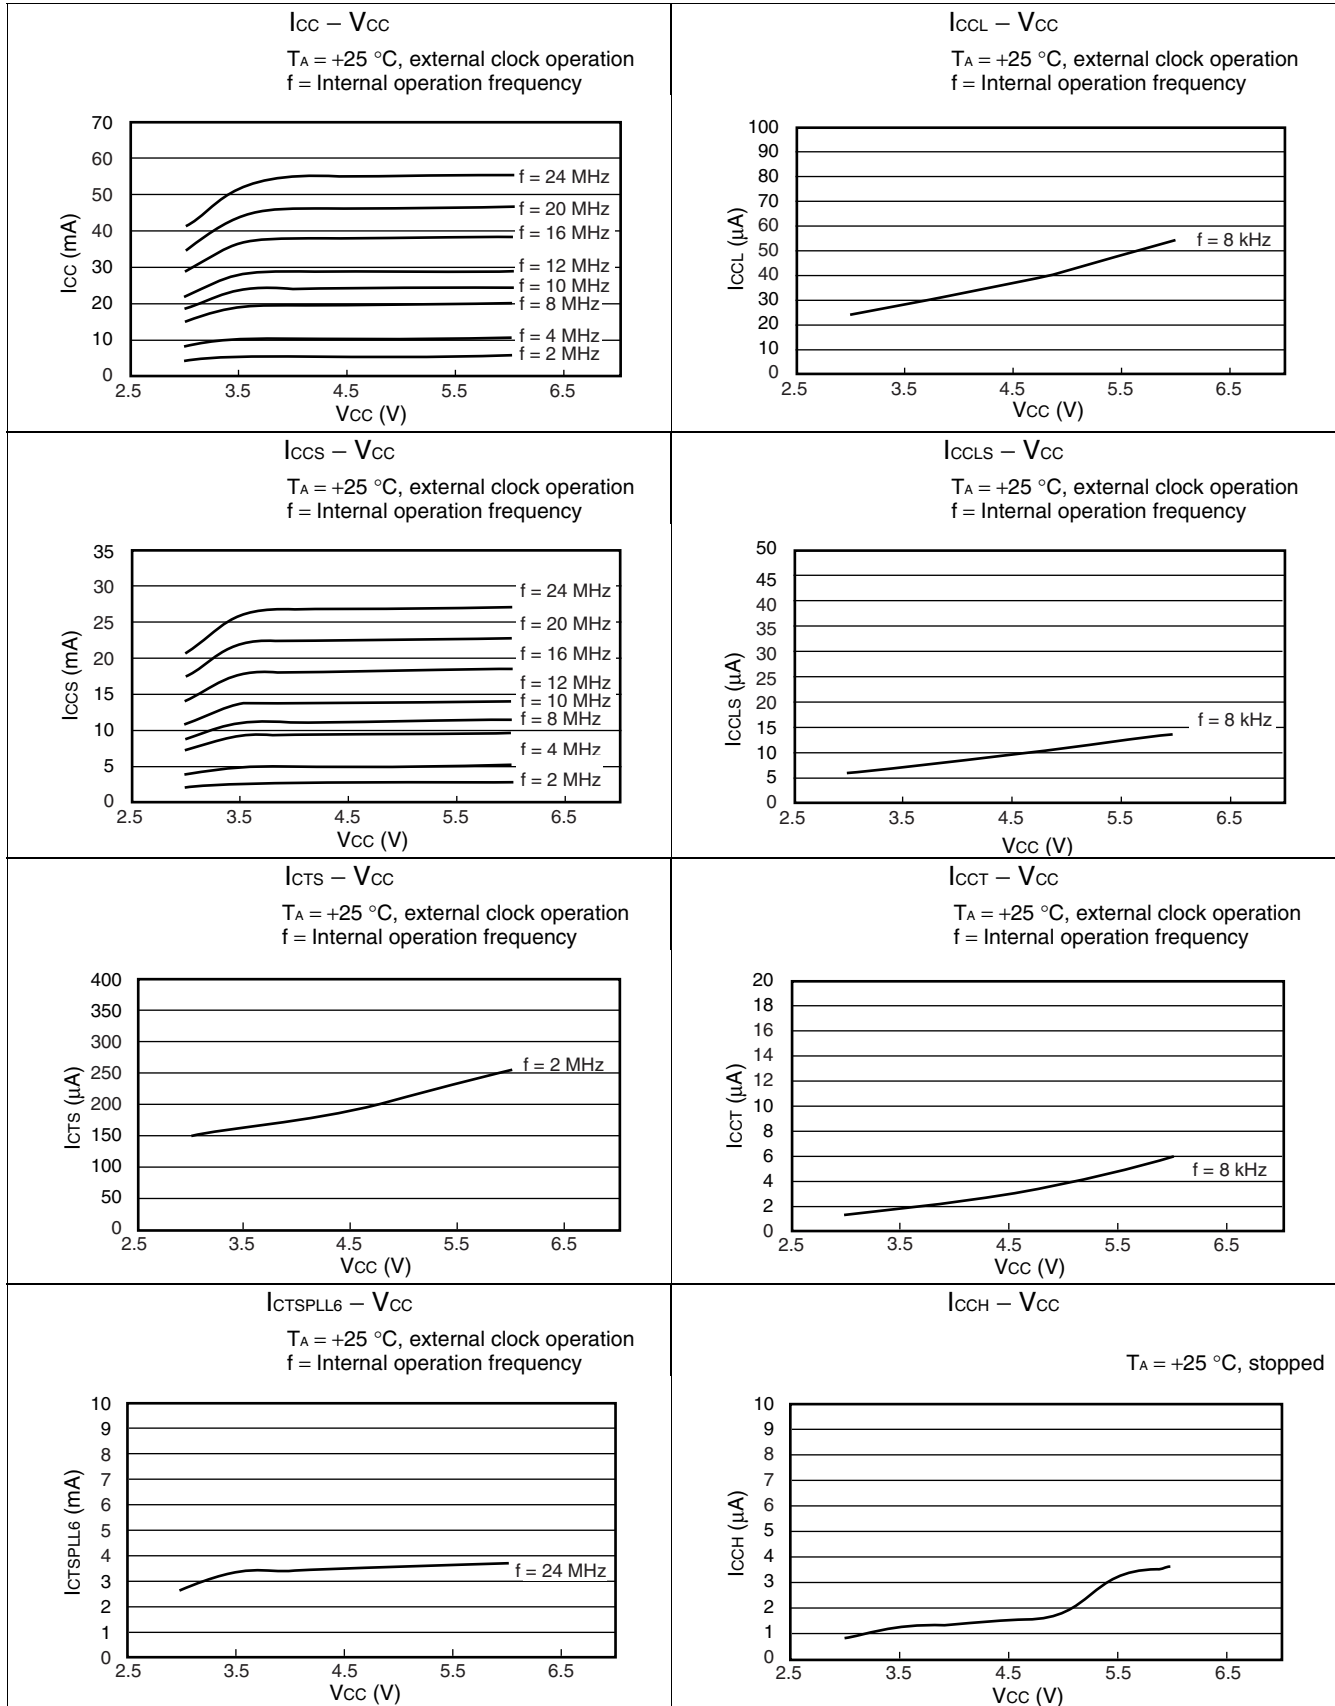 ICC – VCC
TA = +25 °C, external clock operation
f = Internal operation frequency
70
60
50
40
30
20
10
0
ICC (mA)
f = 24 MHz
f = 20 MHz
f = 16 MHz
f = 12 MHz
f = 10 MHz
f = 8 MHz
f = 4 MHz
f = 2 MHz
2.5 3.5 4.5 5.5 6.5
VCC (V)
ICCL – VCC
TA = +25 °C, external clock operation
f = Internal operation frequency
100
90
80
70
60
50
40
30
20
10
0
ICCL (μA)
f = 8 kHz
2.5 3.5 4.5 5.5 6.5
VCC (V)
ICCS – VCC
TA = +25 °C, external clock operation
f = Internal operation frequency
35
30
25
20
15
10
5
0
ICCS (mA)
f = 24 MHz
f = 20 MHz
f = 16 MHz
f = 12 MHz
f = 10 MHz
f = 8 MHz
f = 4 MHz
f = 2 MHz
2.5 3.5 4.5 5.5 6.5
VCC (V)
ICCLS – VCC
TA = +25 °C, external clock operation
f = Internal operation frequency
50
45
40
35
30
25
20
15
10
5
0
ICCLS (μA)
f = 8 kHz
2.5 3.5 4.5 5.5 6.5
VCC (V)
ICTS – VCC
TA = +25 °C, external clock operation
f = Internal operation frequency
400
350
300
250
200
150
100
50
0
ICTS (μA)
f = 2 MHz
2.5 3.5 4.5 5.5 6.5
VCC (V)
ICCT – VCC
TA = +25 °C, external clock operation
f = Internal operation frequency
20
18
16
14
12
10
8
6
4
2
0
ICCT (μA)
f = 8 kHz
2.5 3.5 4.5 5.5 6.5
VCC (V)
ICTSPLL6 – VCC
TA = +25 °C, external clock operation
f = Internal operation frequency
10
9
8
7
6
5
4
3
2
1
0
ICTSPLL6 (mA)
f = 24 MHz
2.5 3.5 4.5 5.5 6.5
VCC (V)
ICCH – VCC
TA = +25 °C, stopped
10
9
8
7
6
5
4
3
2
1
0
ICCH (μA)
2.5 3.5 4.5 5.5 6.5
VCC (V)